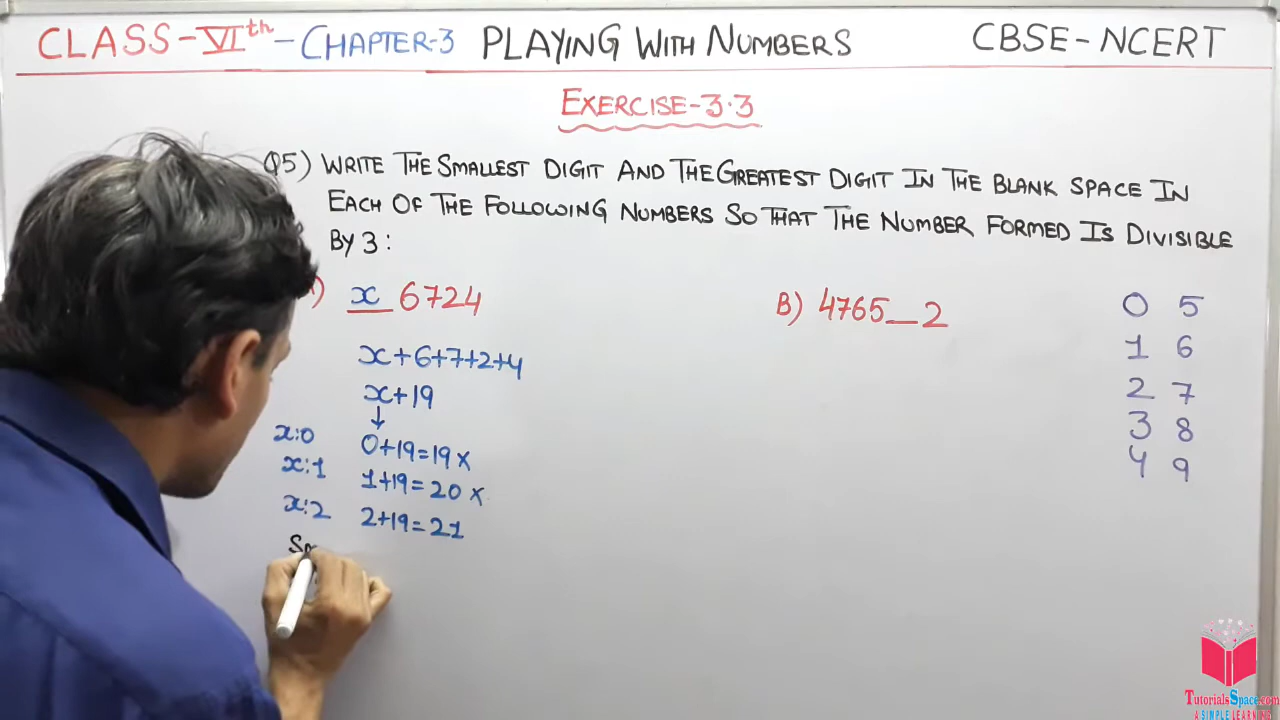 CLASS-VIth-CHAPTER-3 PLAYING WITH NUMBERS CBSE-NCERT
EXERCISE-3.3
Q5) WRITE THE SMALLEST DIGIT AND THE GREATEST DIGIT IN THE BLANK SPACE IN
EACH OF THE FOLLOWING NUMBERS SO THAT THE NUMBER FORMED IS DIVISIBLE
BY 3:
) x 6724
x+6+7+2+4
x+19
↓
x:0 0+19=19 ×
x:1 1+19=20 ×
x:2 2+19=21
B) 4765__2
0 5
1 6
2 7
3 8
4 9
TutorialsSpace.com
A SIMPLE LEARNING